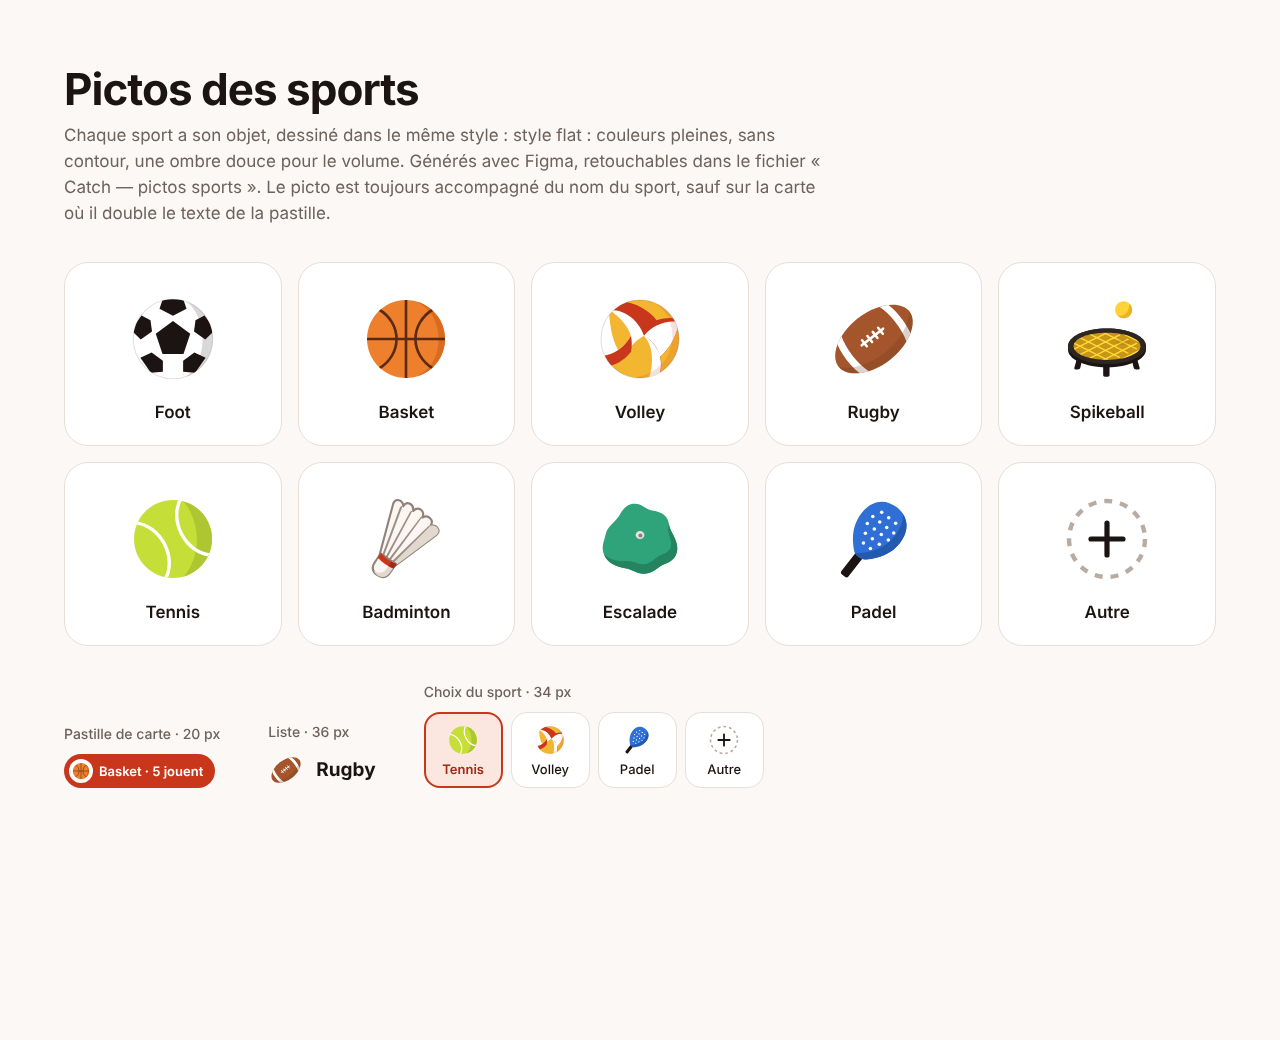 Pictos des sports
Chaque sport a son objet, dessiné dans le même style : style flat : couleurs pleines, sans
contour, une ombre douce pour le volume. Générés avec Figma, retouchables dans le fichier «
Catch — pictos sports ». Le picto est toujours accompagné du nom du sport, sauf sur la carte
où il double le texte de la pastille.
Foot
Basket
Volley
Rugby
Spikeball
Tennis
Badminton
Escalade
Padel
Autre
Pastille de carte · 20 px
Basket · 5 jouent
Liste · 36 px
Rugby
Choix du sport · 34 px
Tennis
Volley
Padel
Autre